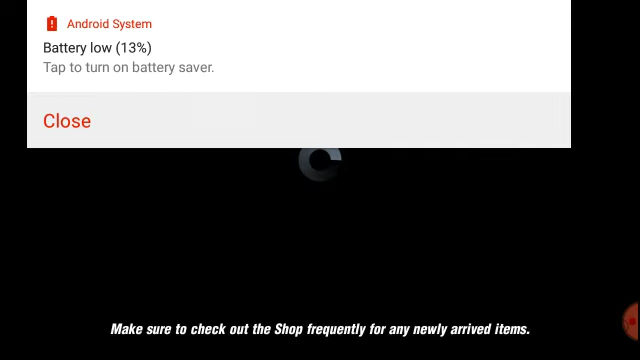 Android System
Battery low (13%)
Tap to turn on battery saver.
Close
Make sure to check out the Shop frequently for any newly arrived items.